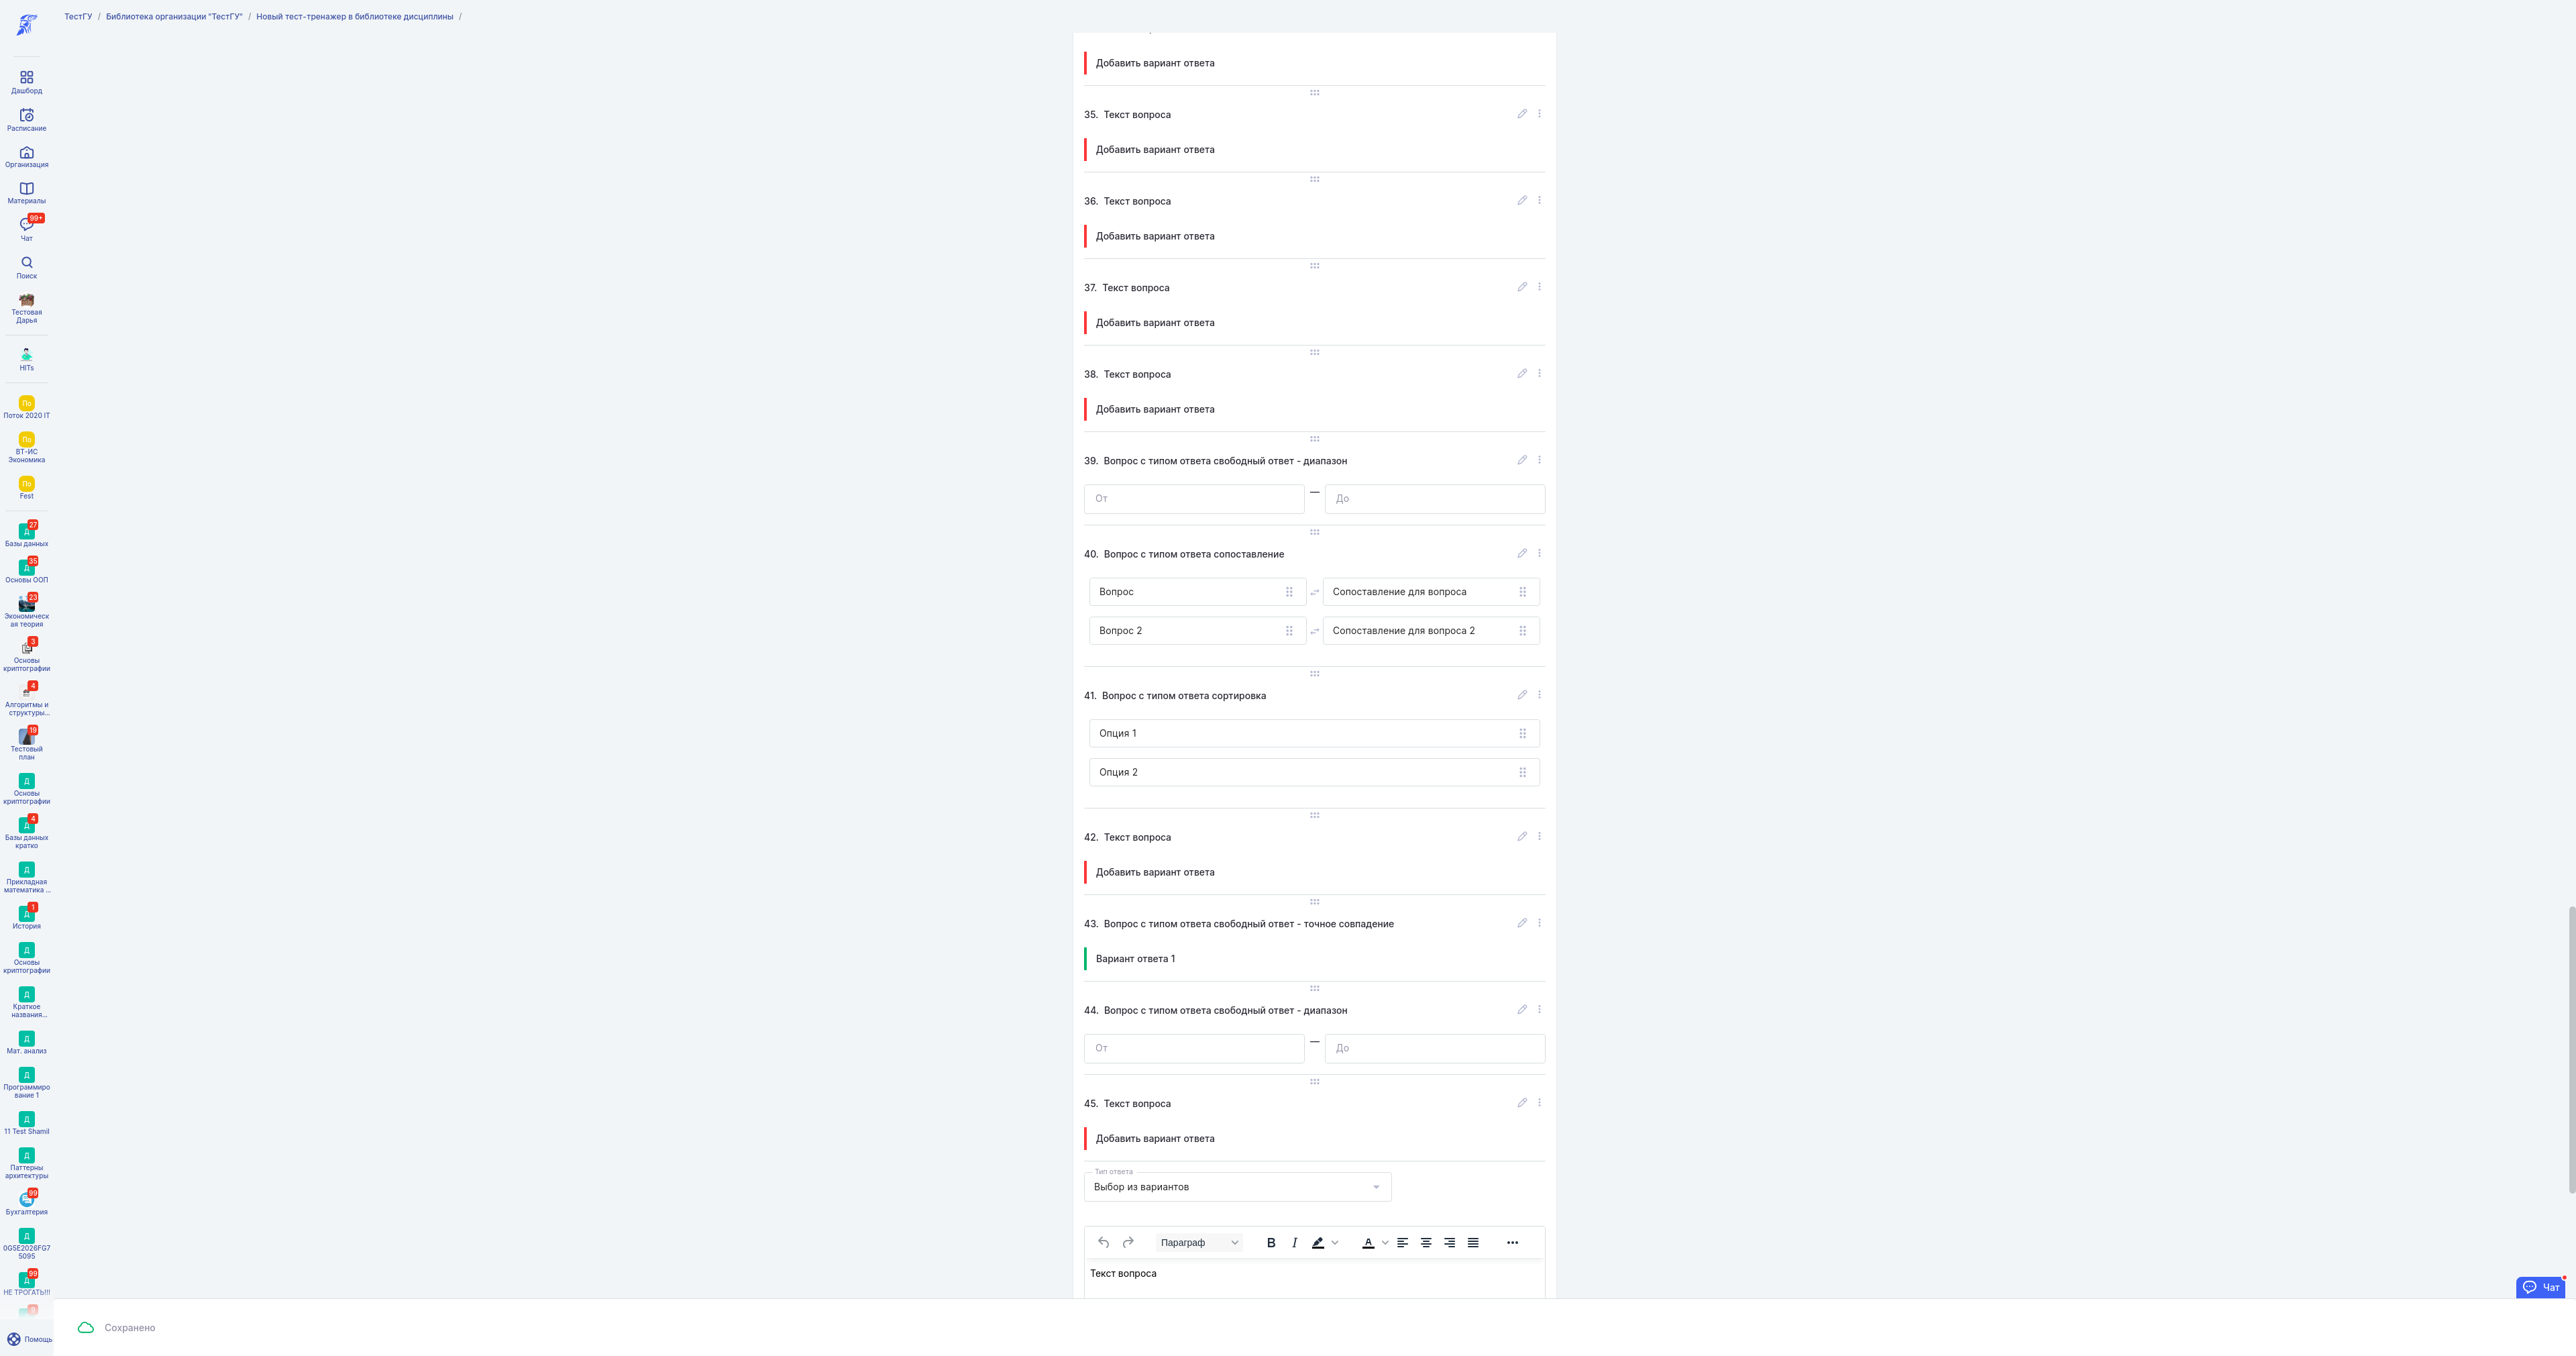 ТестГУ / Библиотека организации "ТестГУ" / Новый тест-тренажер в библиотеке дисциплины /
Дашборд
Расписание
Организация
Материалы
99+
Чат
Поиск
Тестовая
Дарья
HITs
По
Поток 2020 IT
По
ВТ-ИС
Экономика
По
Fest
27
Д
Базы данных
35
Д
Основы ООП
23
Экономическ
ая теория
3
Основы
криптографии
4
Алгоритмы и
структуры...
19
Тестовый
план
Д
Основы
криптографии
4
Д
Базы данных
кратко
Д
Прикладная
математика ...
1
Д
История
Д
Основы
криптографии
Д
Краткое
названия...
Д
Мат. анализ
Д
Программиро
вание 1
Д
11 Test Shamil
Д
Паттерны
архитектуры
99
Бухгалтерия
Д
0G5E2026FG7
5095
99
Д
НЕ ТРОГАТЬ!!!
Помощь
Добавить вариант ответа
35. Текст вопроса
Добавить вариант ответа
36. Текст вопроса
Добавить вариант ответа
37. Текст вопроса
Добавить вариант ответа
38. Текст вопроса
Добавить вариант ответа
39. Вопрос с типом ответа свободный ответ - диапазон
От — До
40. Вопрос с типом ответа сопоставление
Вопрос Сопоставление для вопроса
Вопрос 2 Сопоставление для вопроса 2
41. Вопрос с типом ответа сортировка
Опция 1
Опция 2
42. Текст вопроса
Добавить вариант ответа
43. Вопрос с типом ответа свободный ответ - точное совпадение
Вариант ответа 1
44. Вопрос с типом ответа свободный ответ - диапазон
От — До
45. Текст вопроса
Добавить вариант ответа
Тип ответа
Выбор из вариантов
Параграф B I A
Текст вопроса
Чат
Сохранено